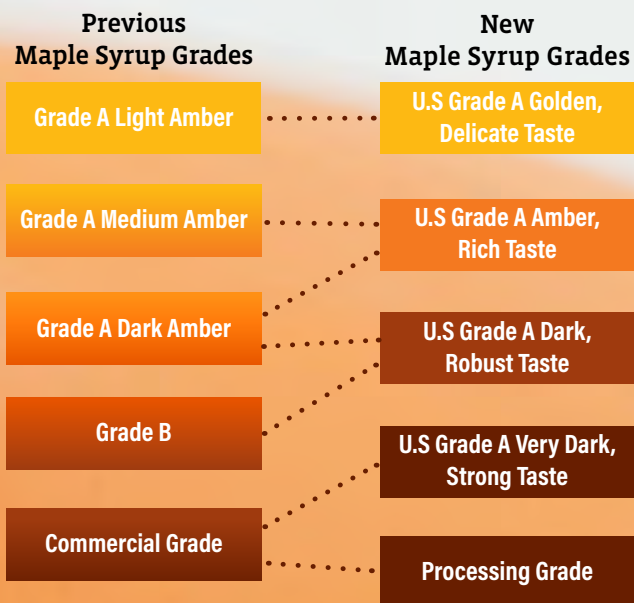 Previous
Maple Syrup Grades
New
Maple Syrup Grades
Grade A Light Amber
U.S Grade A Golden,
Delicate Taste
Grade A Medium Amber
U.S Grade A Amber,
Rich Taste
Grade A Dark Amber
U.S Grade A Dark,
Robust Taste
Grade B
U.S Grade A Very Dark,
Strong Taste
Commercial Grade
Processing Grade